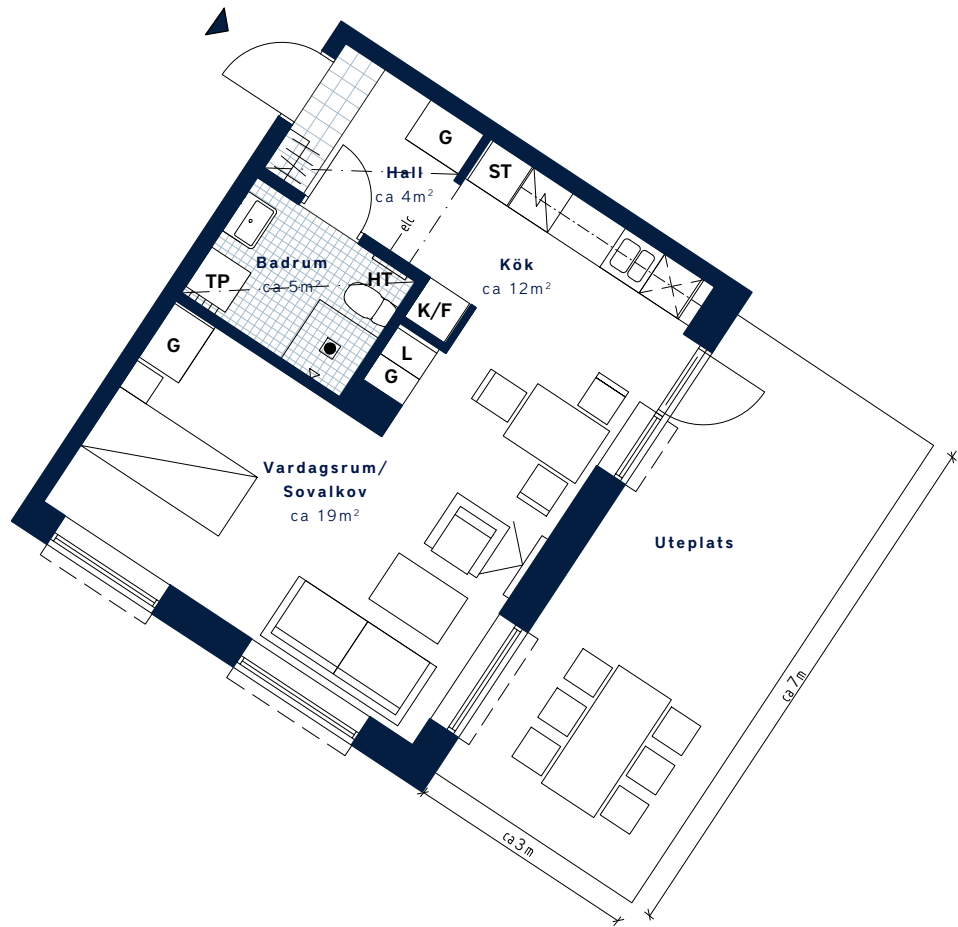 G
Hall
ca 4m²
elc
ST
Badrum
ca 5m²
TP
HT
Kök
ca 12m²
K/F
L
G
G
Vardagsrum/
Sovalkov
ca 19m²
Uteplats
ca 7m
ca 3m